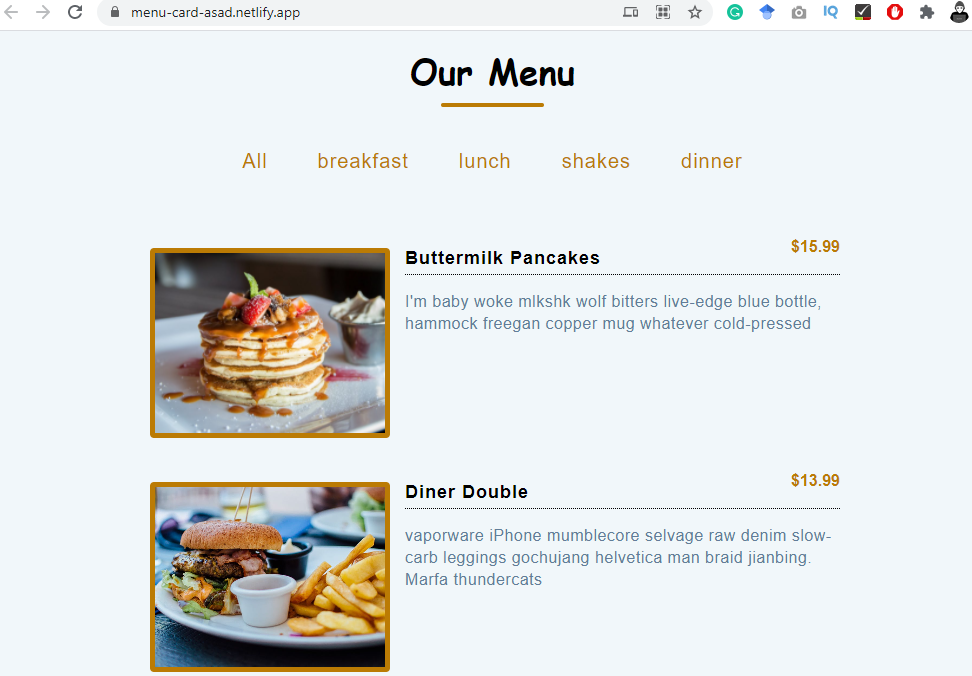 menu-card-asad.netlify.app
IQ
Our Menu
All breakfast lunch shakes dinner
Buttermilk Pancakes $15.99
I'm baby woke mlkshk wolf bitters live-edge blue bottle,
hammock freegan copper mug whatever cold-pressed
Diner Double $13.99
vaporware iPhone mumblecore selvage raw denim slow-
carb leggings gochujang helvetica man braid jianbing.
Marfa thundercats